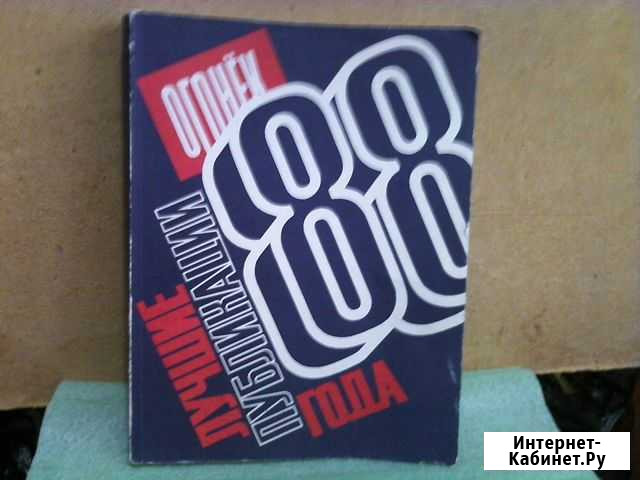 ОГОНЁК
88
ЛУЧШИЕ
ПУБЛИКАЦИИ
ГОДА
Интернет-
Кабинет.Ру